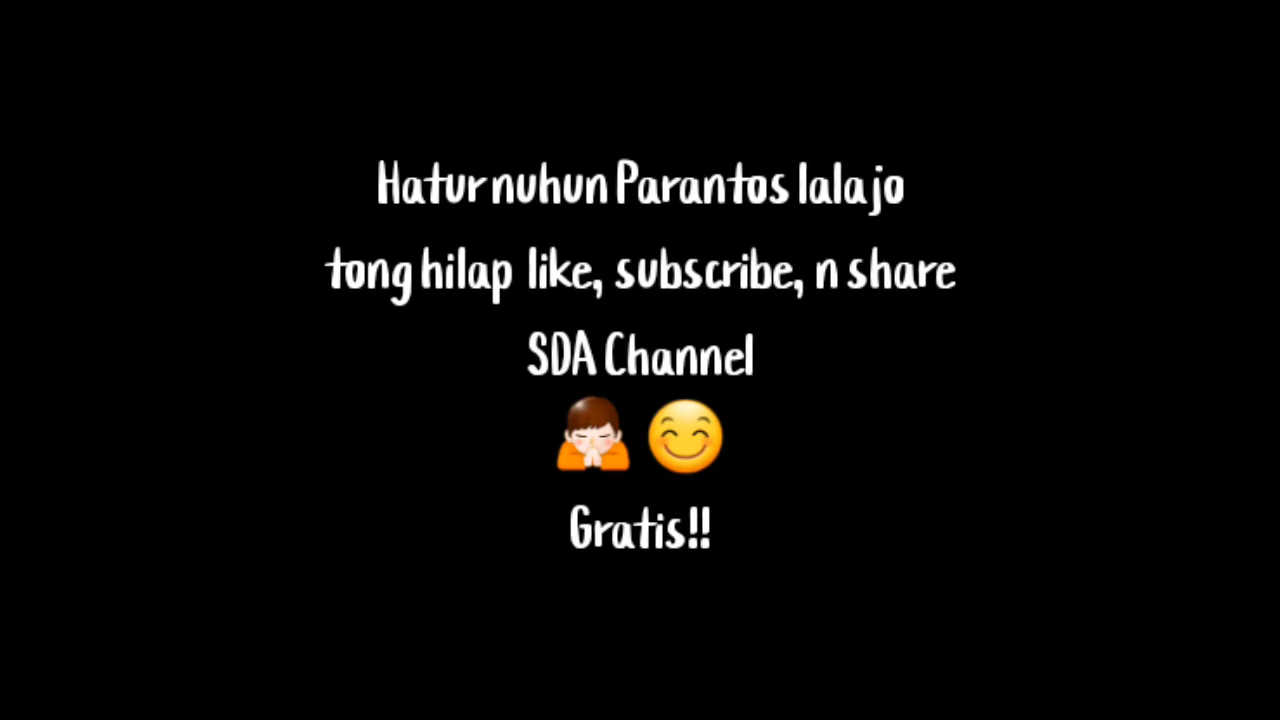 Hatur nuhun Parantos lalajo
tong hilap like, subscribe, n share
SDA Channel
Gratis!!